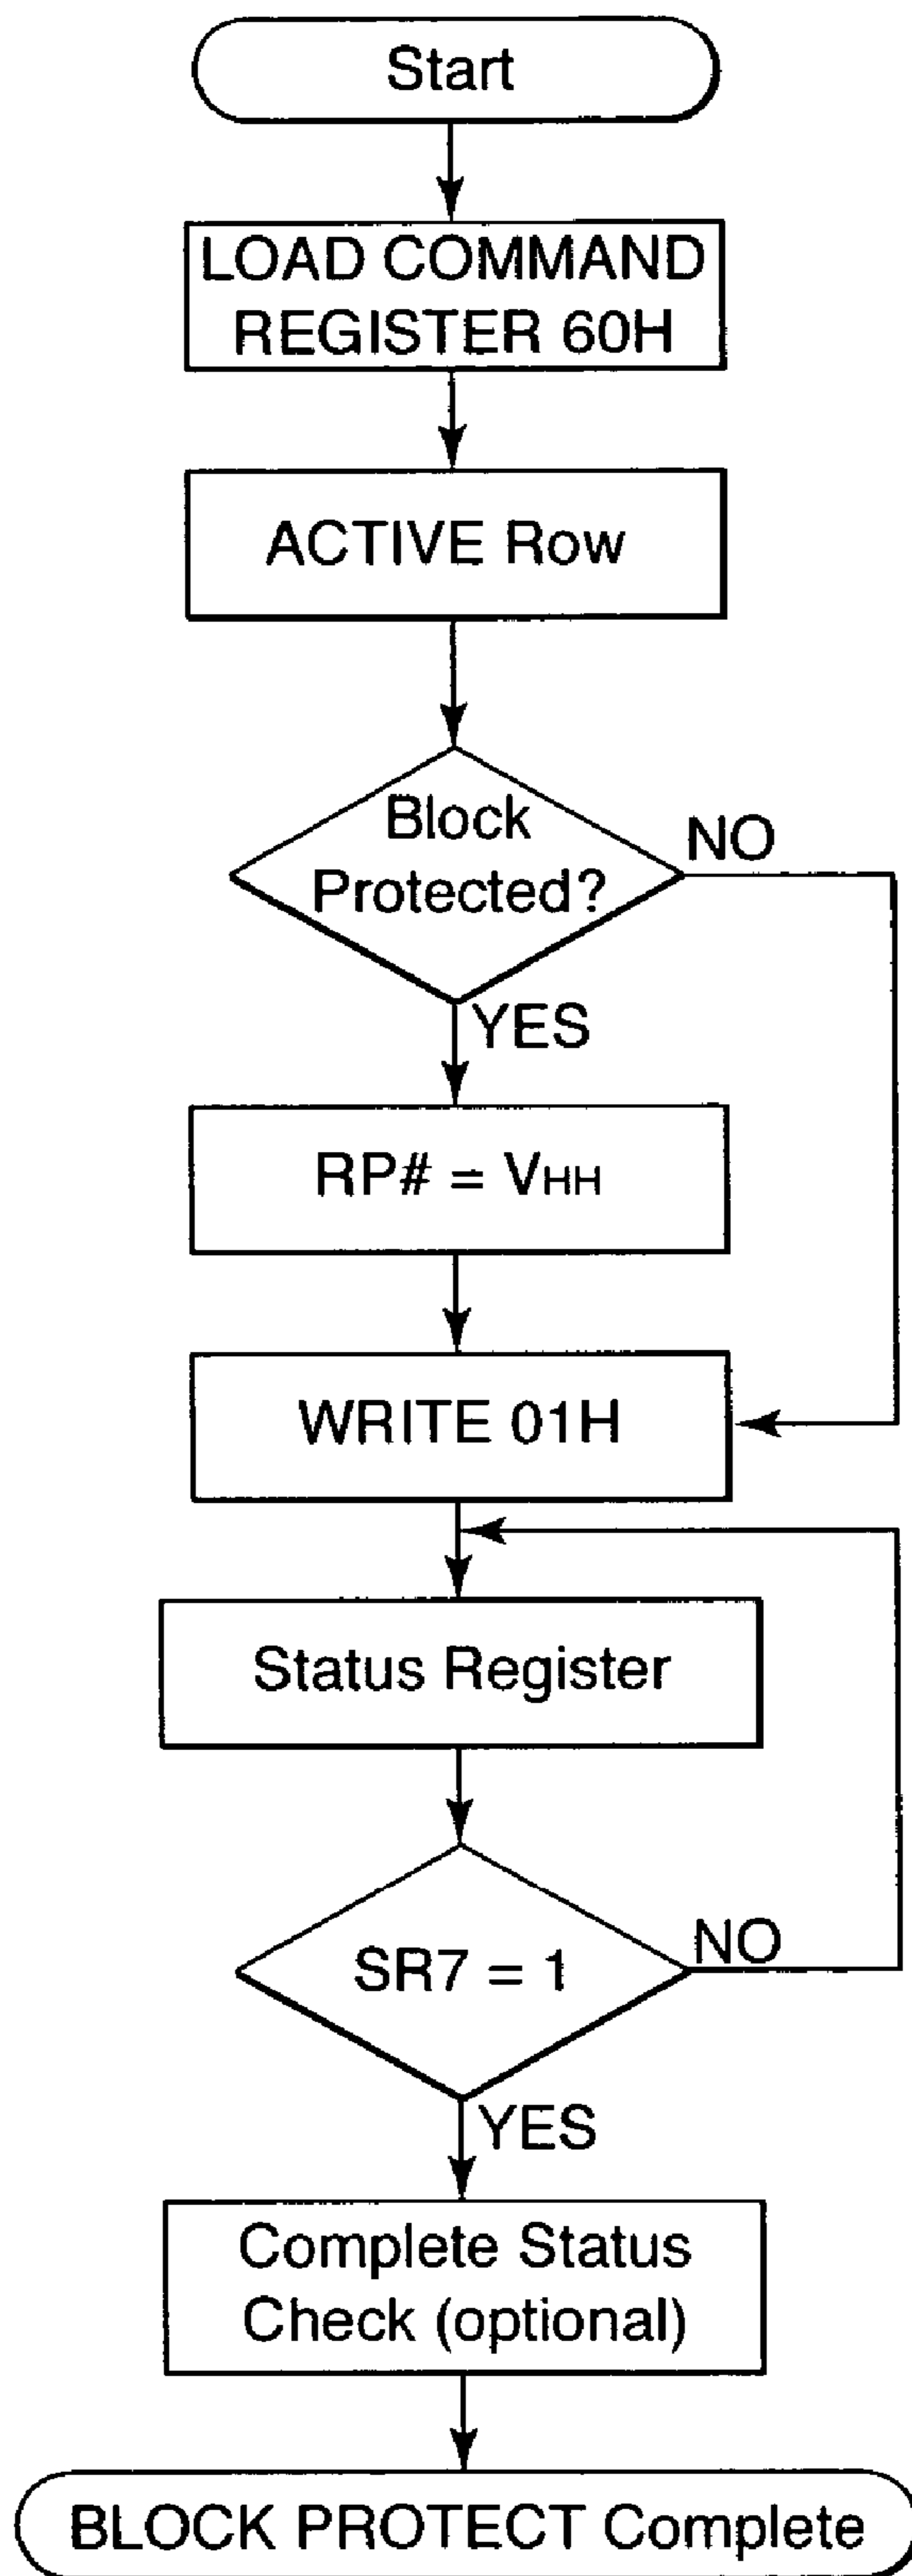 Start
LOAD COMMAND
REGISTER 60H
ACTIVE Row
Block
Protected?
NO
YES
RP# = VHH
WRITE 01H
Status Register
SR7 = 1
NO
YES
Complete Status
Check (optional)
BLOCK PROTECT Complete